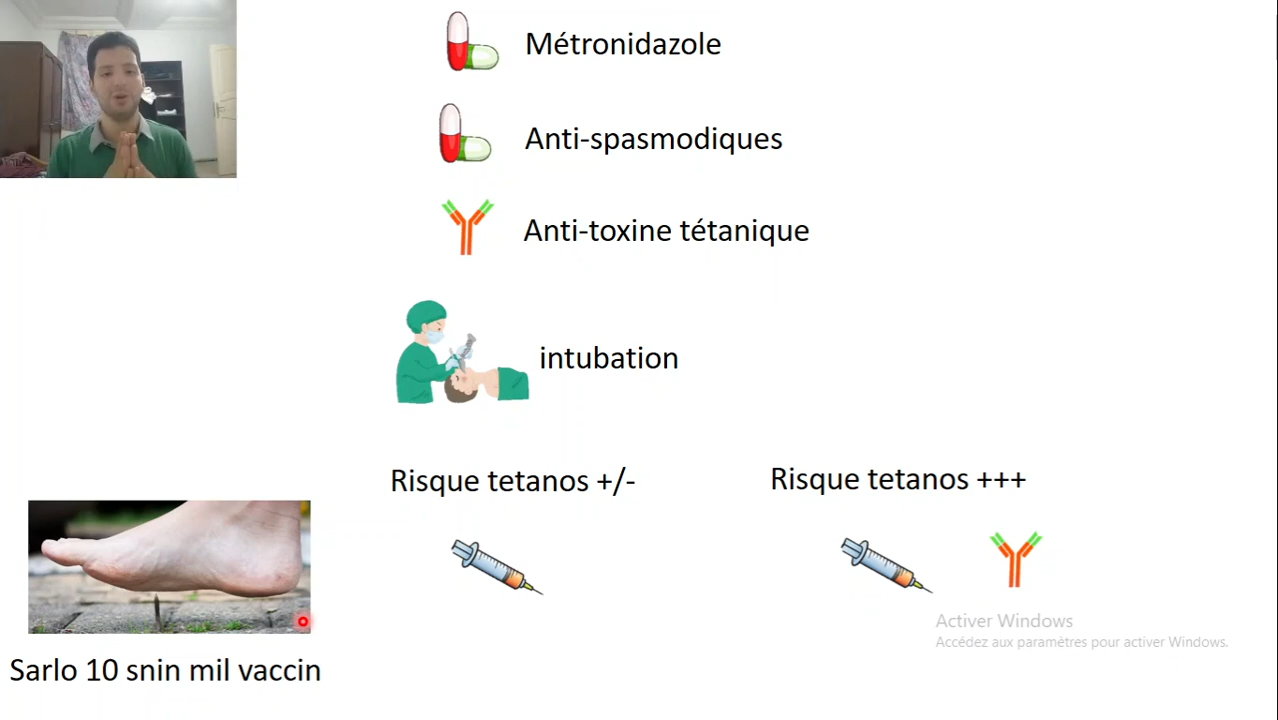 Métronidazole
Anti-spasmodiques
Anti-toxine tétanique
intubation
Risque tetanos +/-
Risque tetanos +++
Activer Windows
Accédez aux paramètres pour activer Windows.
Sarlo 10 snin mil vaccin